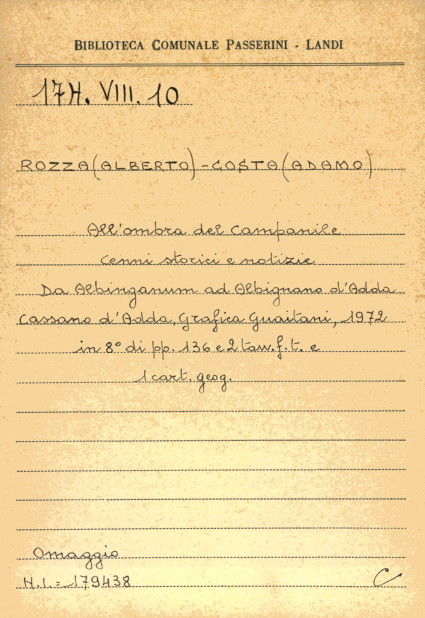 BIBLIOTECA COMUNALE PASSERINI - LANDI
17H. VIII. 10
ROZZA (ALBERTO) - COSTA (ADAMO)
All'ombra del Campanile
Cenni storici e notizie
Da Albinganum ad Albignano d'Adda
Cassano d'Adda, Grafica Guaitani, 1972
in 8° di pp. 136 e 2 tav. f. t. e
1 cart. geog.
Omaggio
N.I. = 179438
C